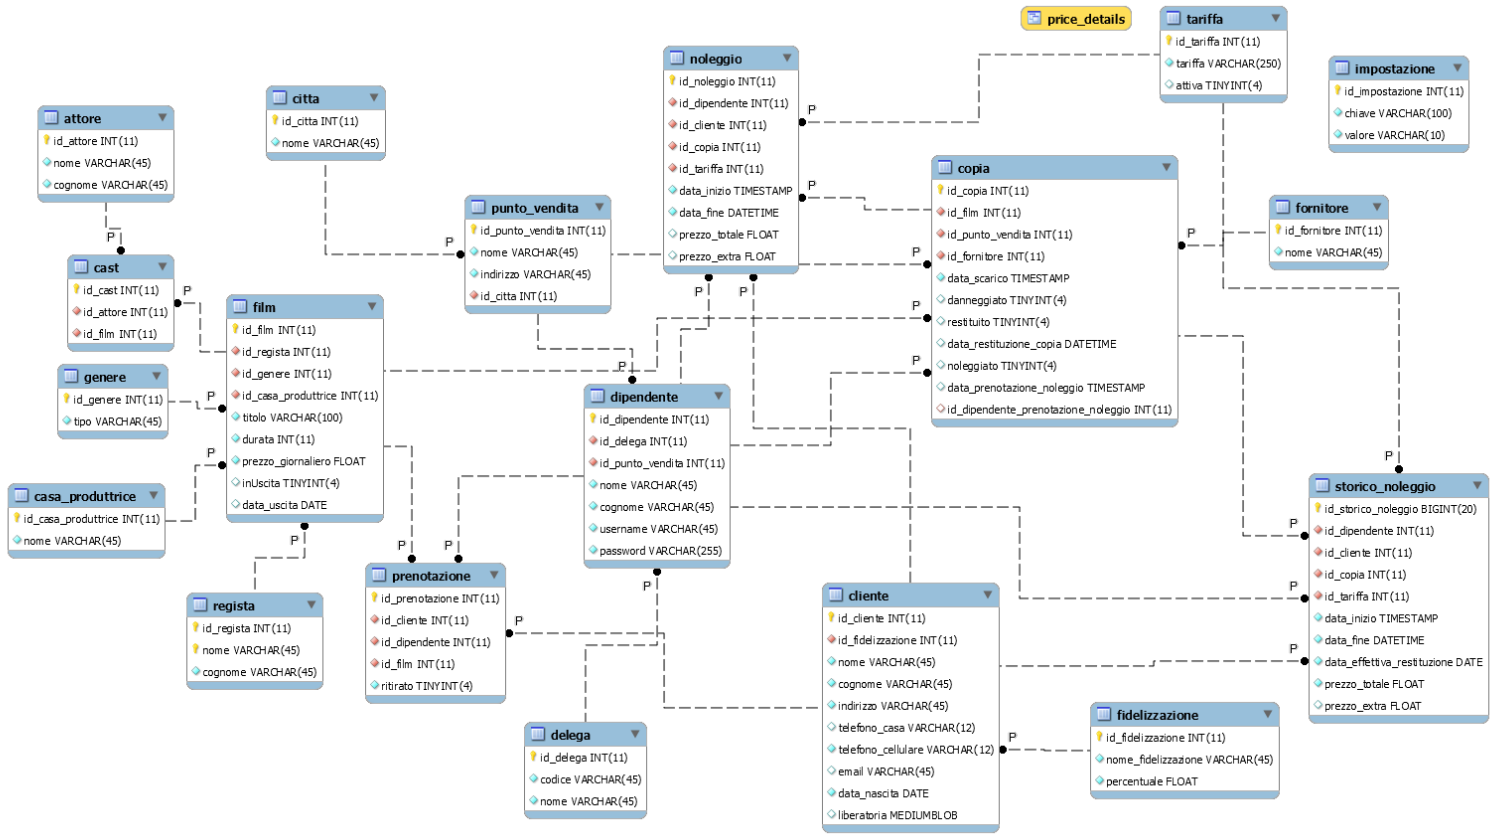 price_details
tariffa
id_tariffa INT(11)
tariffa VARCHAR(250)
attiva TINYINT(4)
impostazione
id_impostazione INT(11)
chiave VARCHAR(100)
valore VARCHAR(10)
noleggio
id_noleggio INT(11)
id_dipendente INT(11)
id_cliente INT(11)
id_copia INT(11)
id_tariffa INT(11)
data_inizio TIMESTAMP
data_fine DATETIME
prezzo_totale FLOAT
prezzo_extra FLOAT
P
P
P
P
citta
id_citta INT(11)
nome VARCHAR(45)
attore
id_attore INT(11)
nome VARCHAR(45)
cognome VARCHAR(45)
P
copia
id_copia INT(11)
id_film INT(11)
id_punto_vendita INT(11)
id_fornitore INT(11)
data_scarico TIMESTAMP
danneggiato TINYINT(4)
restituito TINYINT(4)
data_restituzione_copia DATETIME
noleggiato TINYINT(4)
data_prenotazione_noleggio TIMESTAMP
id_dipendente_prenotazione_noleggio INT(11)
P
P
P
P
fornitore
id_fornitore INT(11)
nome VARCHAR(45)
punto_vendita
id_punto_vendita INT(11)
nome VARCHAR(45)
indirizzo VARCHAR(45)
id_citta INT(11)
P
cast
id_cast INT(11)
id_attore INT(11)
id_film INT(11)
P
film
id_film INT(11)
id_regista INT(11)
id_genere INT(11)
id_casa_produttrice INT(11)
titolo VARCHAR(100)
durata INT(11)
prezzo_giornaliero FLOAT
inUscita TINYINT(4)
data_uscita DATE
P
P
P
genere
id_genere INT(11)
tipo VARCHAR(45)
casa_produttrice
id_casa_produttrice INT(11)
nome VARCHAR(45)
dipendente
id_dipendente INT(11)
id_delega INT(11)
id_punto_vendita INT(11)
nome VARCHAR(45)
cognome VARCHAR(45)
username VARCHAR(45)
password VARCHAR(255)
P
P
storico_noleggio
id_storico_noleggio BIGINT(20)
id_dipendente INT(11)
id_cliente INT(11)
id_copia INT(11)
id_tariffa INT(11)
data_inizio TIMESTAMP
data_fine DATETIME
data_effettiva_restituzione DATE
prezzo_totale FLOAT
prezzo_extra FLOAT
P
P
P
P
prenotazione
id_prenotazione INT(11)
id_cliente INT(11)
id_dipendente INT(11)
id_film INT(11)
ritirato TINYINT(4)
P
P
P
regista
id_regista INT(11)
nome VARCHAR(45)
cognome VARCHAR(45)
cliente
id_cliente INT(11)
id_fidelizzazione INT(11)
nome VARCHAR(45)
cognome VARCHAR(45)
indirizzo VARCHAR(45)
telefono_casa VARCHAR(12)
telefono_cellulare VARCHAR(12)
email VARCHAR(45)
data_nascita DATE
liberatoria MEDIUMBLOB
P
fidelizzazione
id_fidelizzazione INT(11)
nome_fidelizzazione VARCHAR(45)
percentuale FLOAT
delega
id_delega INT(11)
codice VARCHAR(45)
nome VARCHAR(45)